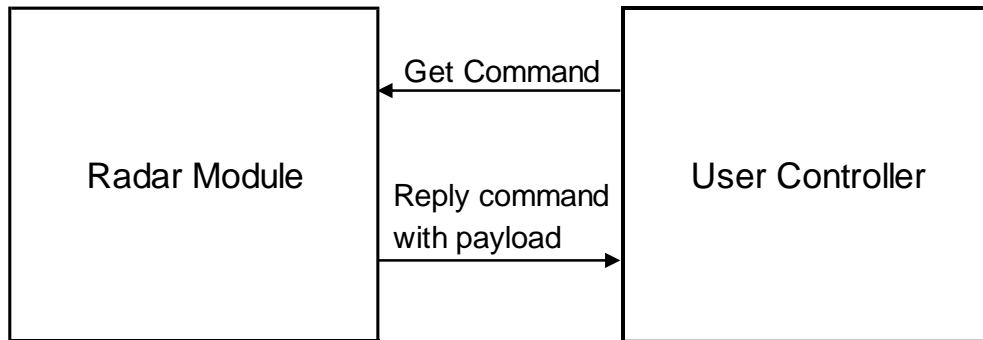 Get Command
Radar Module
User Controller
Reply command
with payload